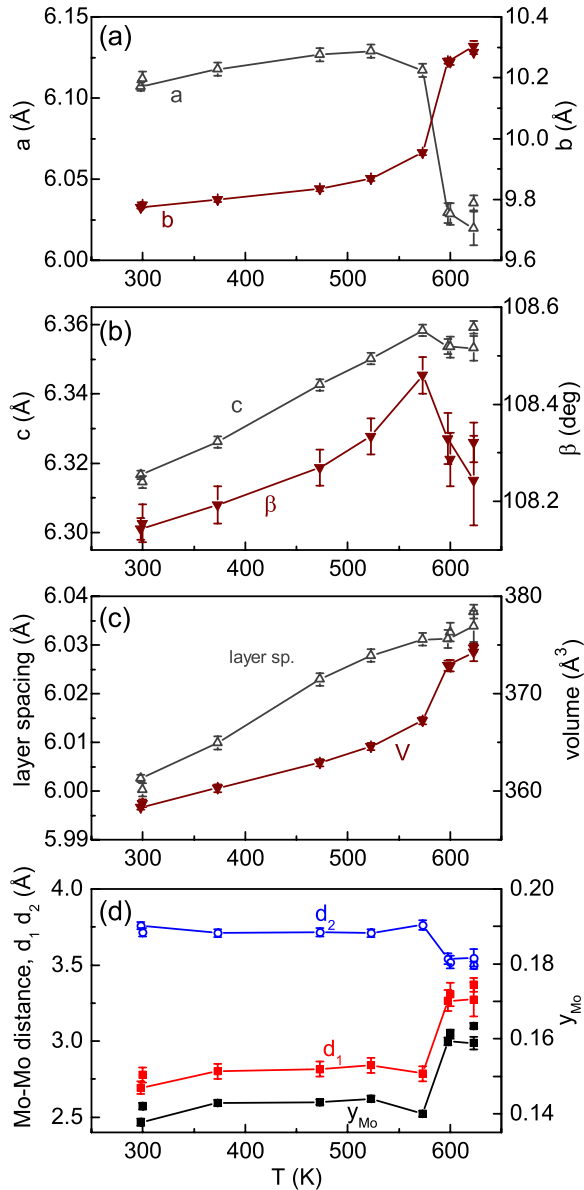 (a)
a (Å)
6.15
6.10
6.05
6.00
b (Å)
10.4
10.2
10.0
9.8
9.6
a
b
300
400
500
600
(b)
c (Å)
6.36
6.34
6.32
6.30
β (deg)
108.6
108.4
108.2
c
β
300
400
500
600
(c)
layer spacing (Å)
6.04
6.03
6.02
6.01
6.00
5.99
volume (Å³)
380
370
360
layer sp.
V
300
400
500
600
(d)
Mo-Mo distance, d₁ d₂ (Å)
4.0
3.5
3.0
2.5
y_Mo
0.20
0.18
0.16
0.14
d₂
d₁
y_Mo
300
400
500
600
T (K)